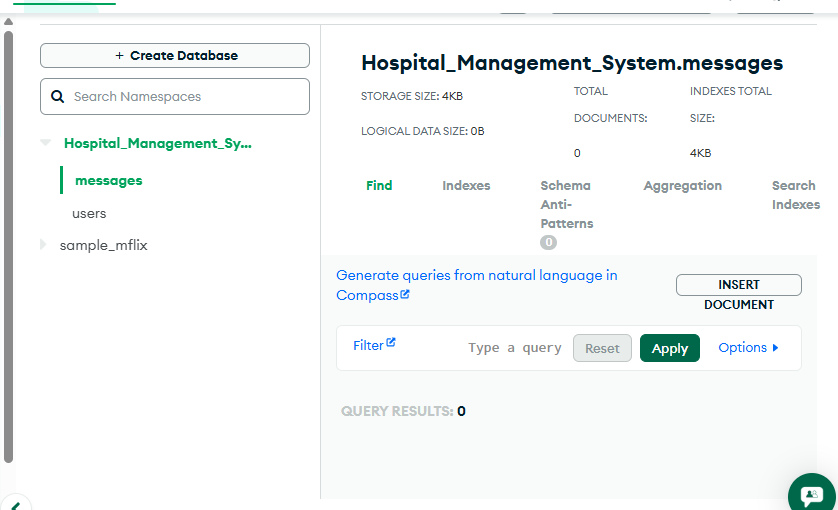 + Create Database
Search Namespaces
Hospital_Management_Sy...
messages
users
sample_mflix
Hospital_Management_System.messages
STORAGE SIZE: 4KB
LOGICAL DATA SIZE: 0B
TOTAL
DOCUMENTS:
0
INDEXES TOTAL
SIZE:
4KB
Find
Indexes
Schema
Anti-
Patterns
0
Aggregation
Search
Indexes
Generate queries from natural language in
Compass
INSERT
DOCUMENT
Filter
Type a query
Reset
Apply
Options
QUERY RESULTS: 0